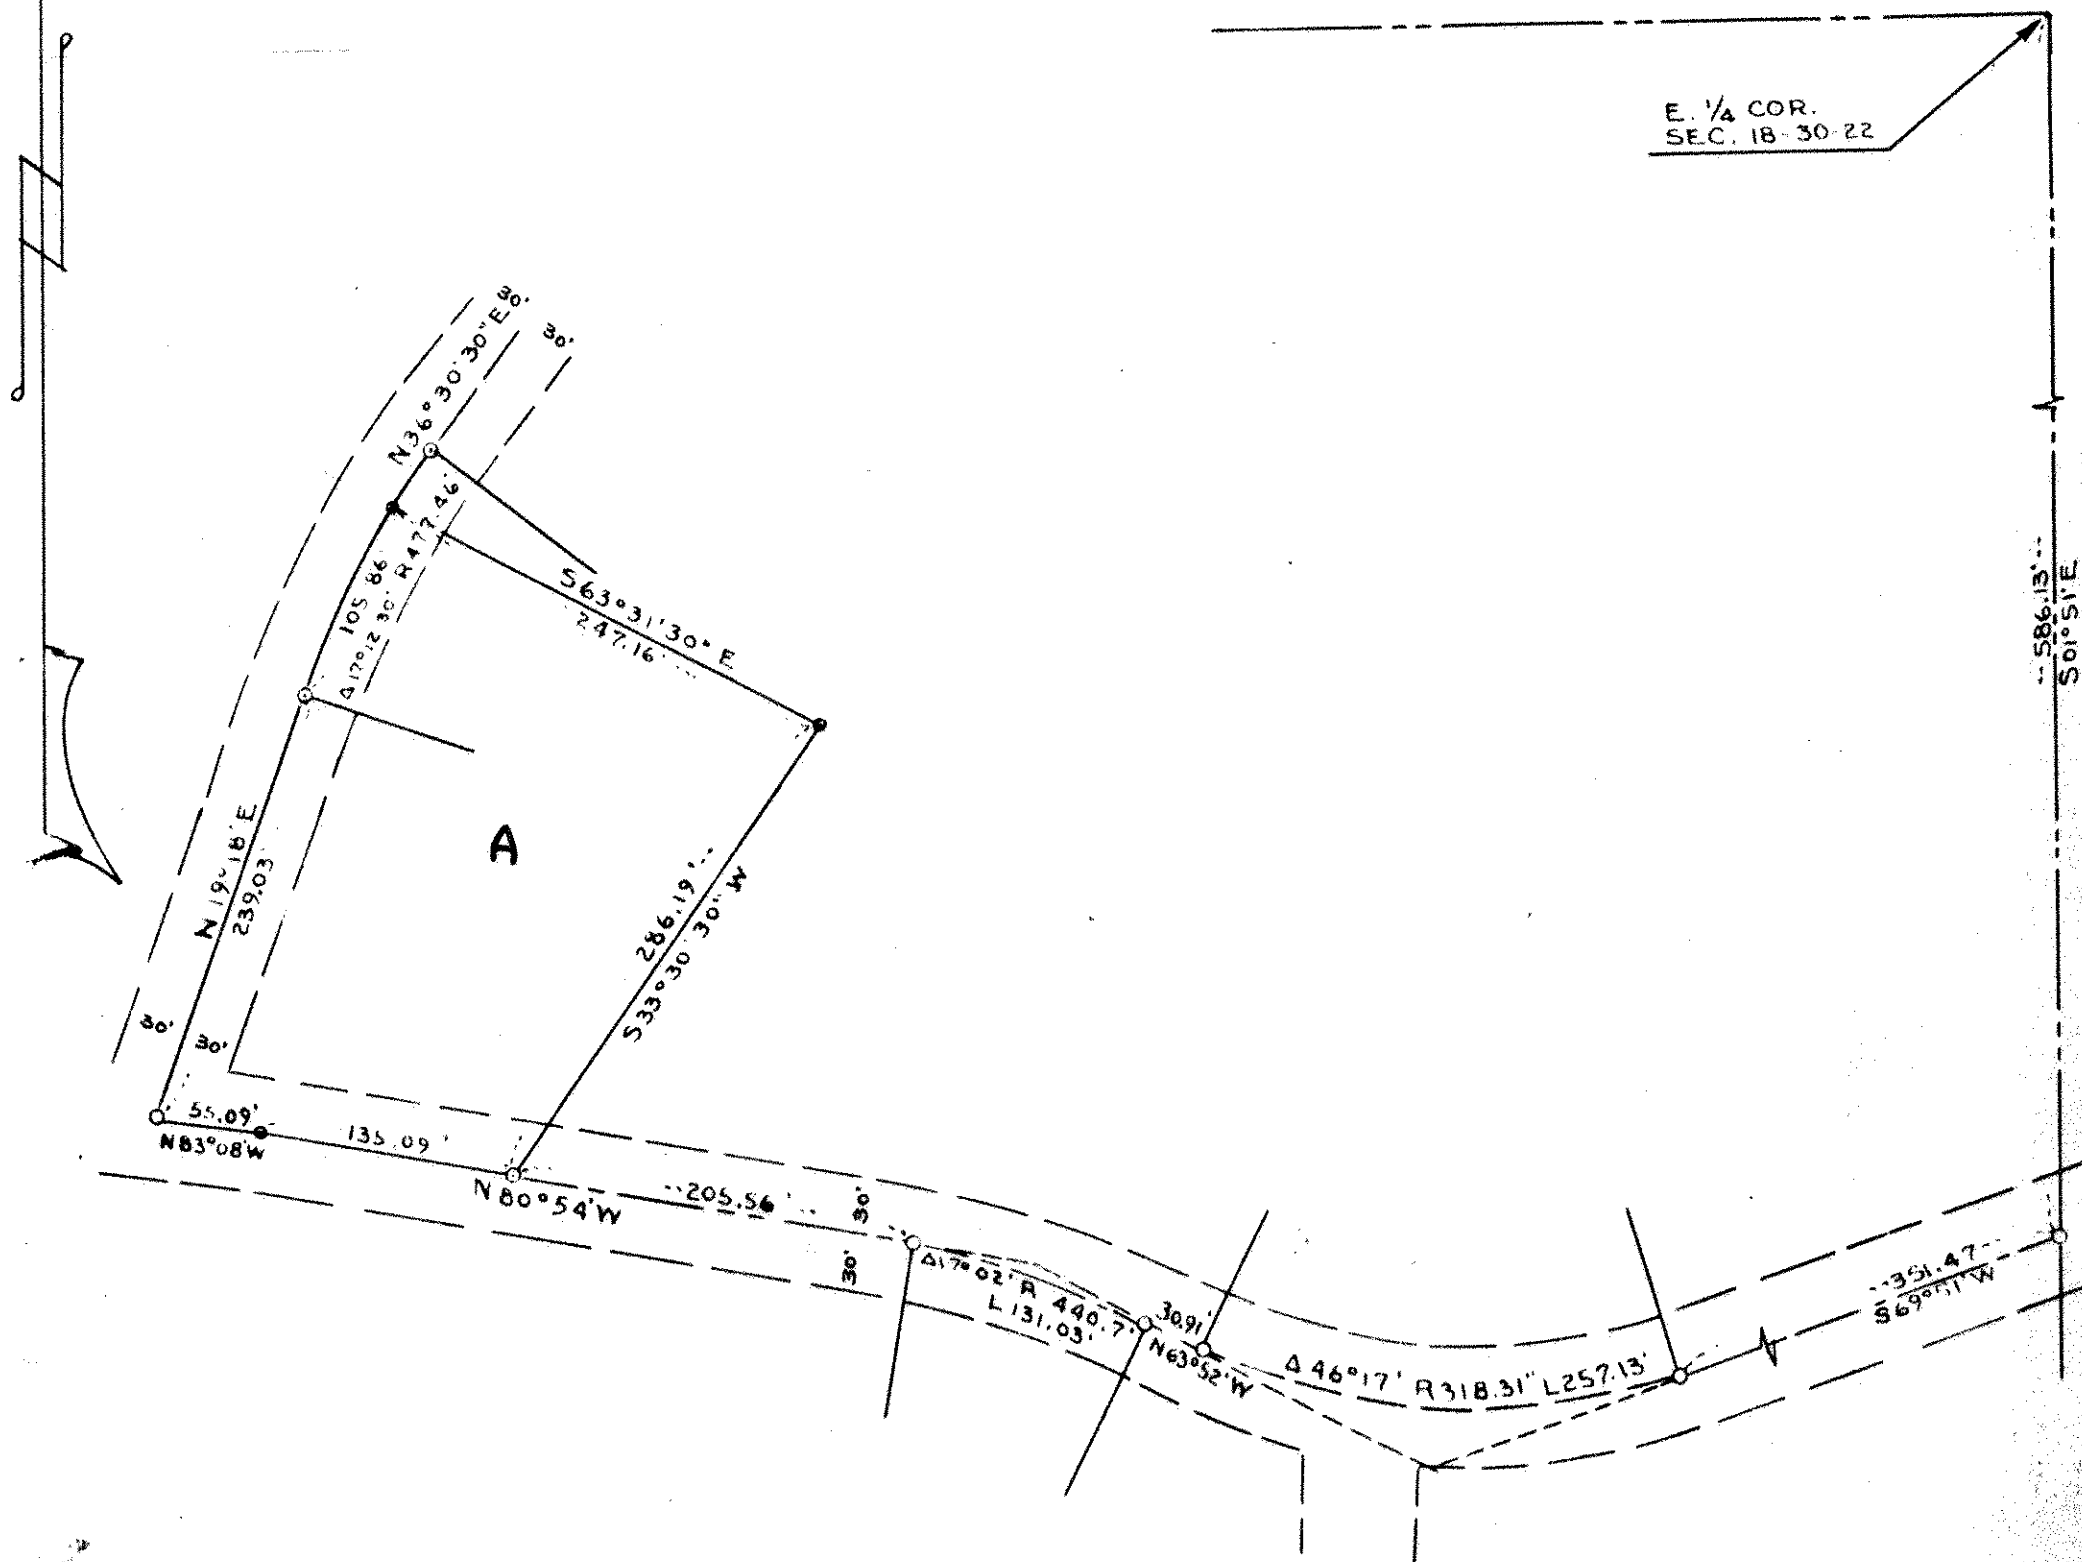 E. 1/4 COR.
SEC. 18-30-22
30'
30'
N36°30'30"E
105.86'
Δ17°12'30" R477.46'
S63°31'30"E
247.16'
--586.13'--
S01°51'E
A
N19°18'E
239.03'
286.19'--
S33°30'30"W
30'
30'
55.09'
N83°08'W
135.09'
N80°54'W
--205.56'--
30'
30'
Δ17°02' R 440.7'
L 131.03'
30.91'
N63°52'W
Δ46°17' R318.31" L257.13'
--351.47--
S69°51'W